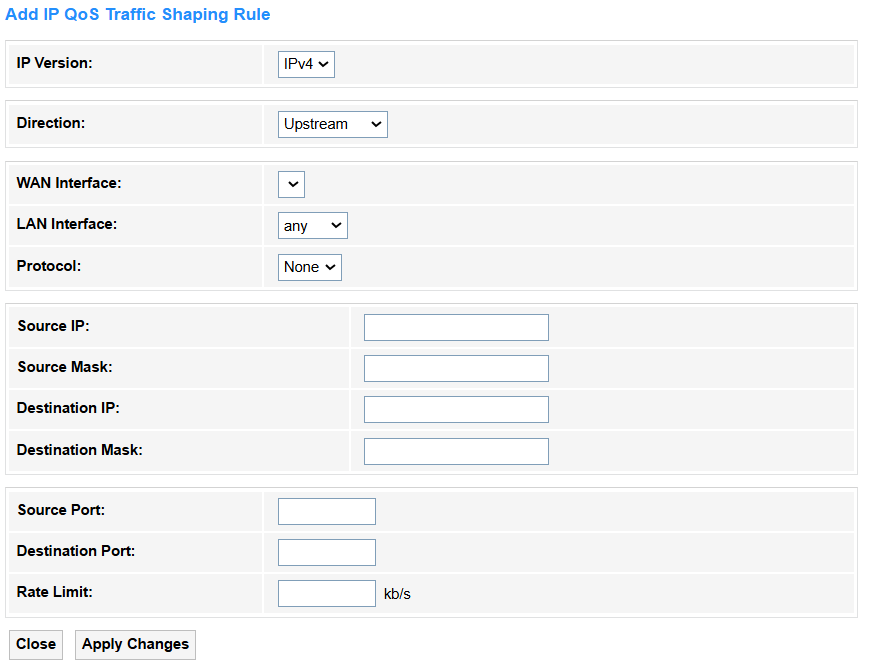 Add IP QoS Traffic Shaping Rule
IP Version: IPv4
Direction: Upstream
WAN Interface:
LAN Interface: any
Protocol: None
Source IP:
Source Mask:
Destination IP:
Destination Mask:
Source Port:
Destination Port:
Rate Limit: kb/s
Close Apply Changes